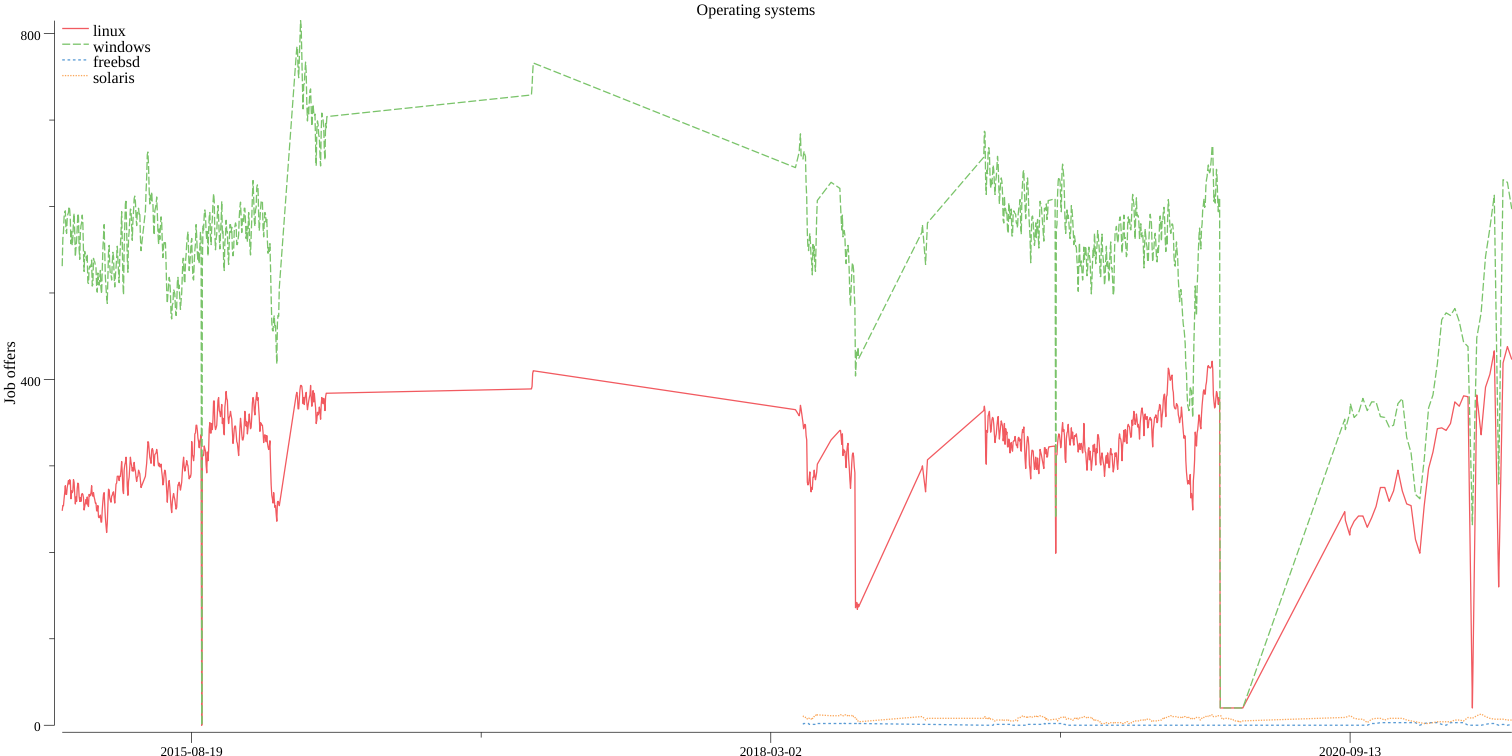 Operating systems
800
linux
windows
freebsd
solaris
Job offers
400
0
2015-08-19
2018-03-02
2020-09-13